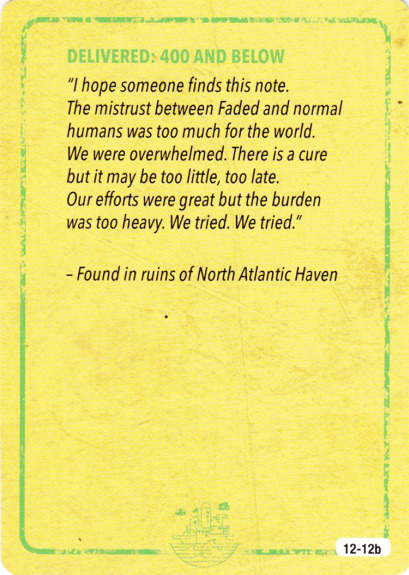 DELIVERED: 400 AND BELOW
“I hope someone finds this note.
The mistrust between Faded and normal
humans was too much for the world.
We were overwhelmed. There is a cure
but it may be too little, too late.
Our efforts were great but the burden
was too heavy. We tried. We tried.”
– Found in ruins of North Atlantic Haven
12-12b